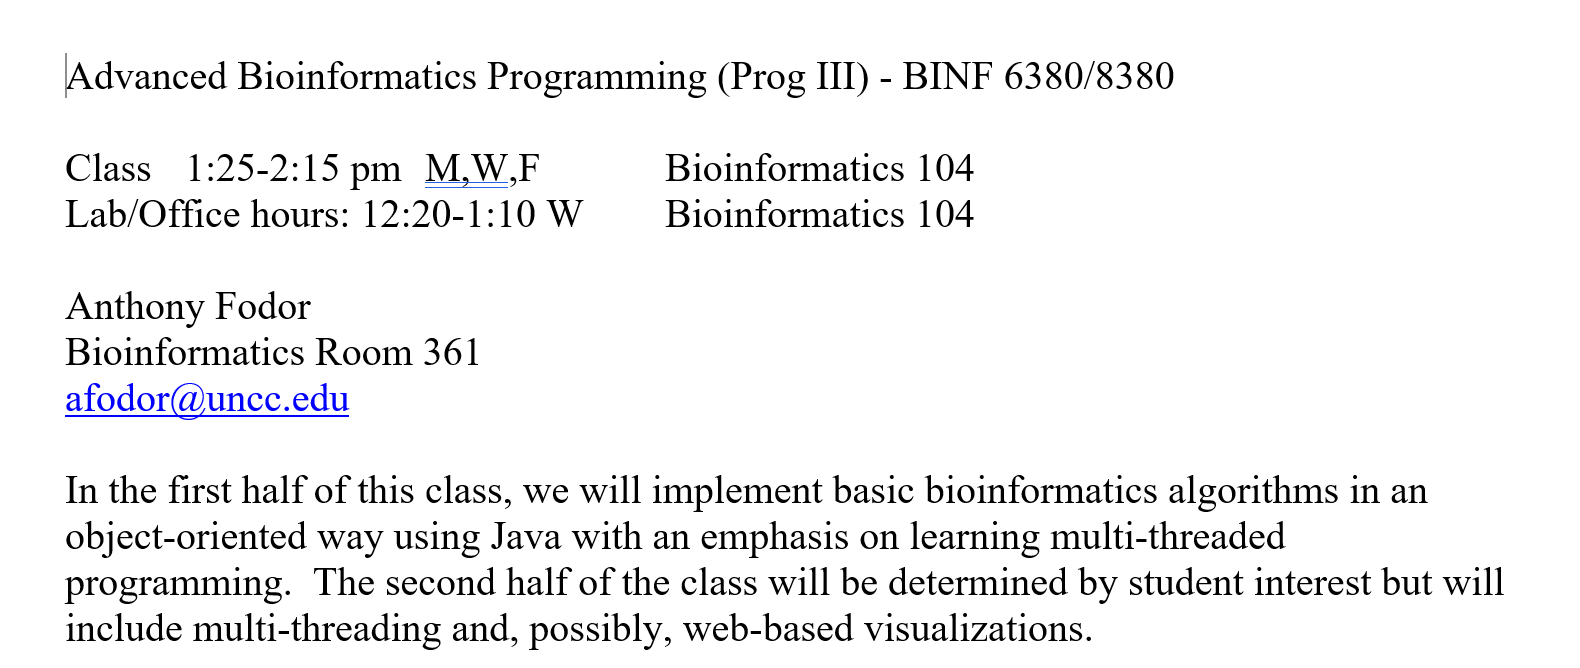 Advanced Bioinformatics Programming (Prog III) - BINF 6380/8380
Class 1:25-2:15 pm M,W,F Bioinformatics 104
Lab/Office hours: 12:20-1:10 W Bioinformatics 104
Anthony Fodor
Bioinformatics Room 361
afodor@uncc.edu
In the first half of this class, we will implement basic bioinformatics algorithms in an
object-oriented way using Java with an emphasis on learning multi-threaded
programming.  The second half of the class will be determined by student interest but will
include multi-threading and, possibly, web-based visualizations.